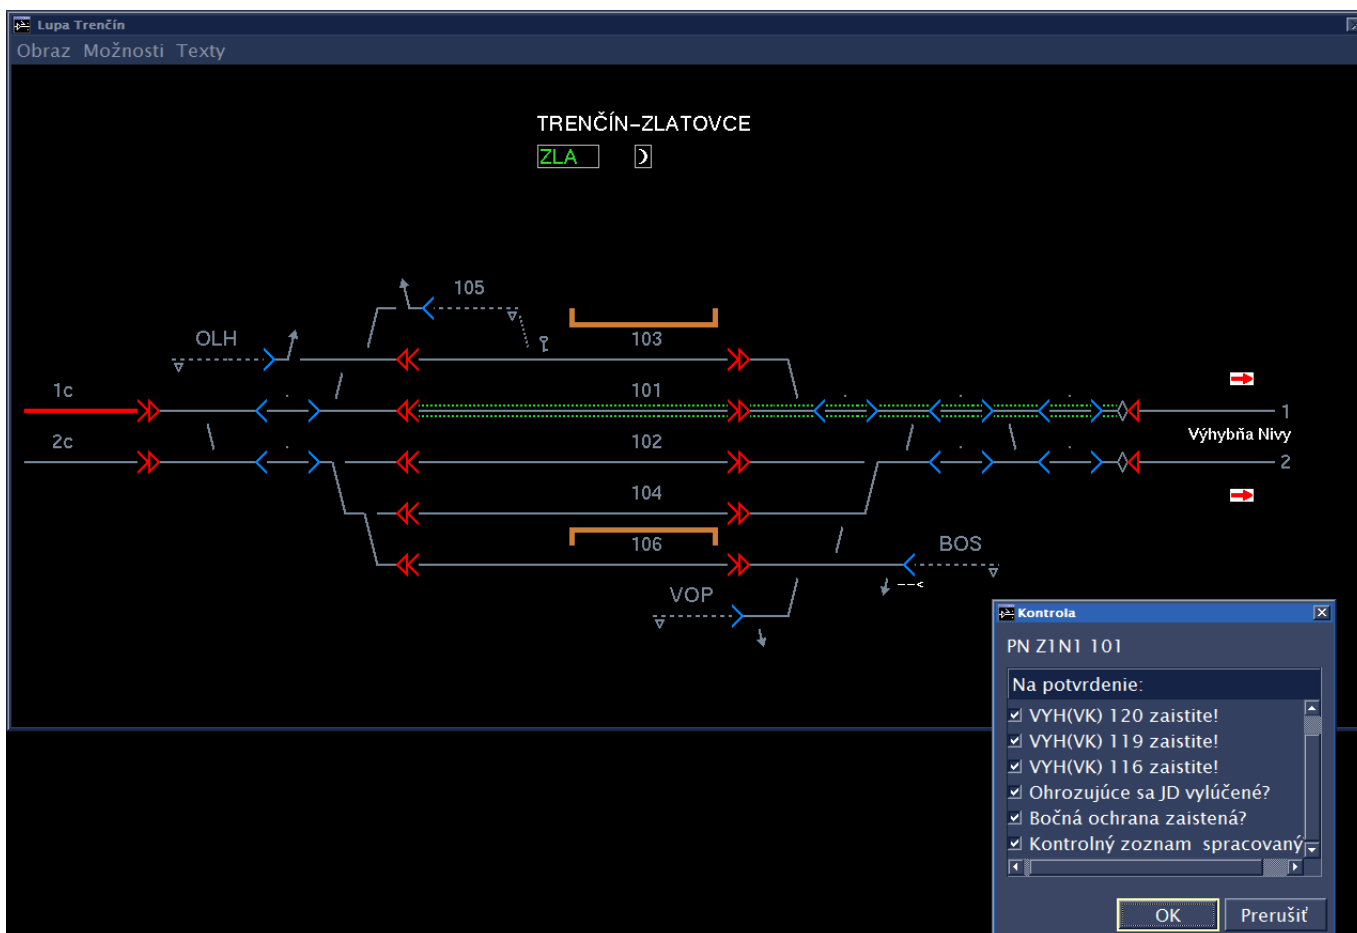 Lupa Trenčín
Obraz Možnosti Texty
TRENČÍN-ZLATOVCE
ZLA
105
OLH
103
1c
101
1
Výhybňa Nivy
2c
102
2
104
106
BOS
--<
VOP
Kontrola
PN Z1N1 101
Na potvrdenie:
VYH(VK) 120 zaistite!
VYH(VK) 119 zaistite!
VYH(VK) 116 zaistite!
Ohrozujúce sa JD vylúčené?
Bočná ochrana zaistená?
Kontrolný zoznam spracovaný
OK
Prerušiť